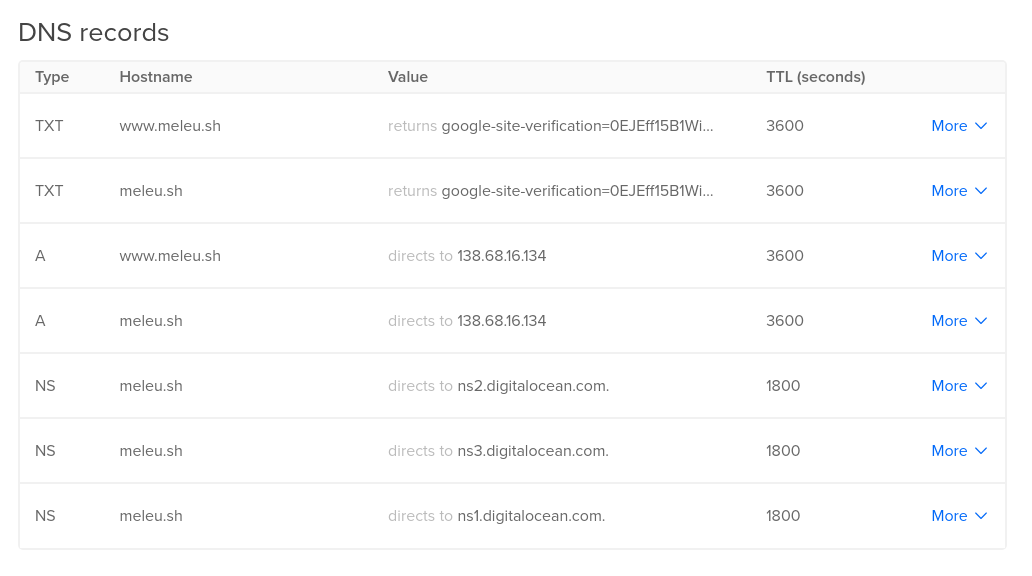 DNS records
Type Hostname Value TTL (seconds)
TXT www.meleu.sh returns google-site-verification=0EJEff15B1Wi... 3600 More
TXT meleu.sh returns google-site-verification=0EJEff15B1Wi... 3600 More
A www.meleu.sh directs to 138.68.16.134 3600 More
A meleu.sh directs to 138.68.16.134 3600 More
NS meleu.sh directs to ns2.digitalocean.com. 1800 More
NS meleu.sh directs to ns3.digitalocean.com. 1800 More
NS meleu.sh directs to ns1.digitalocean.com. 1800 More